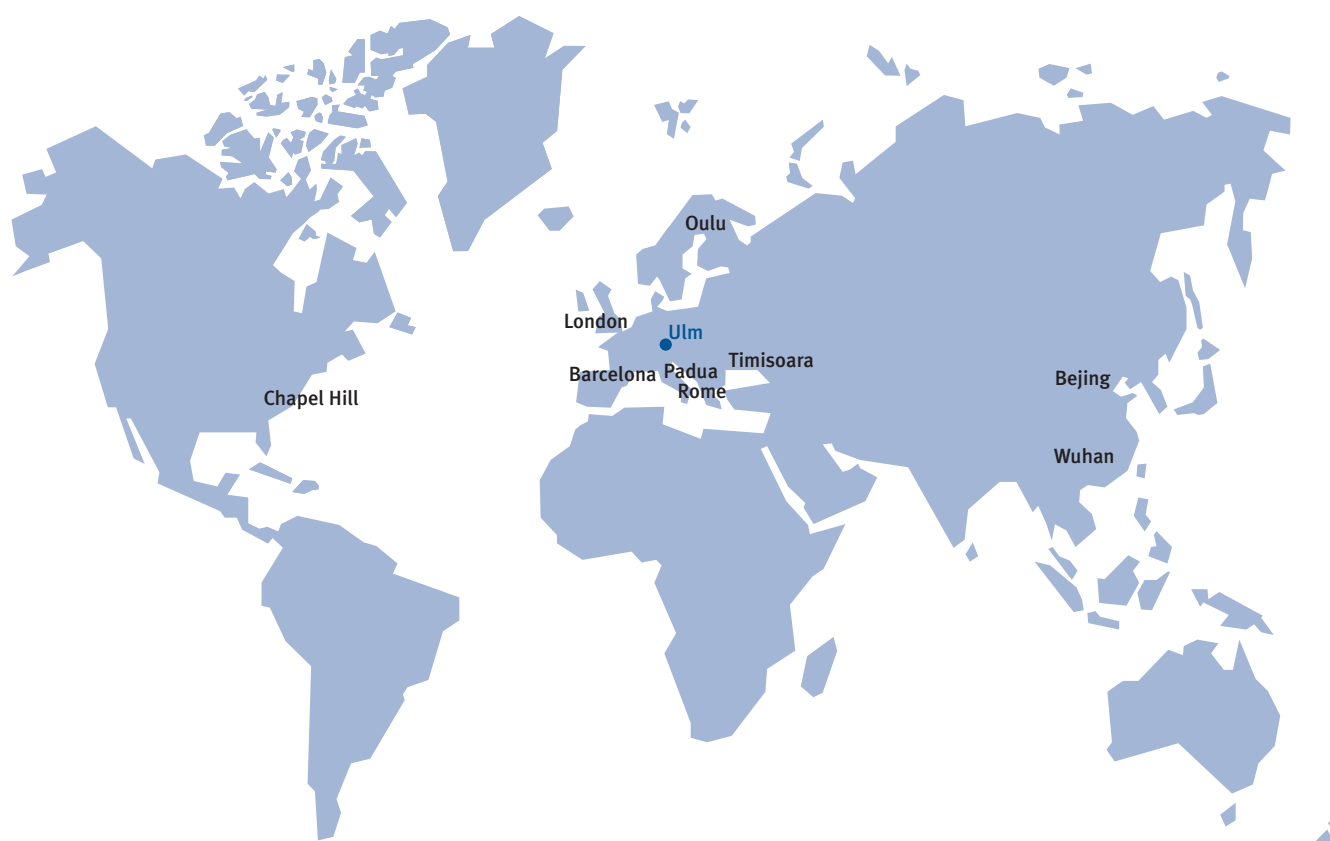 Oulu
London
Ulm
Timisoara
Barcelona
Padua
Rome
Bejing
Chapel Hill
Wuhan